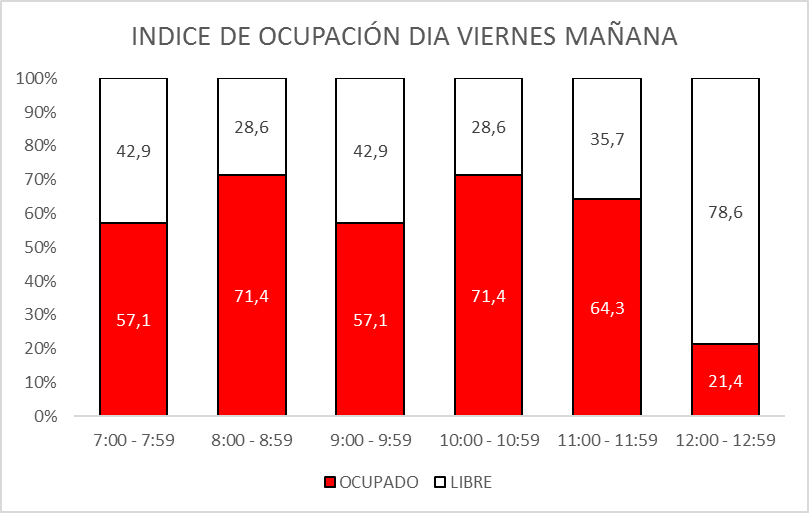 INDICE DE OCUPACIÓN DIA VIERNES MAÑANA
100%
90%
80%
70%
60%
50%
40%
30%
20%
10%
0%
42,9
28,6
42,9
28,6
35,7
78,6
57,1
71,4
57,1
71,4
64,3
21,4
7:00 - 7:59
8:00 - 8:59
9:00 - 9:59
10:00 - 10:59
11:00 - 11:59
12:00 - 12:59
OCUPADO
LIBRE